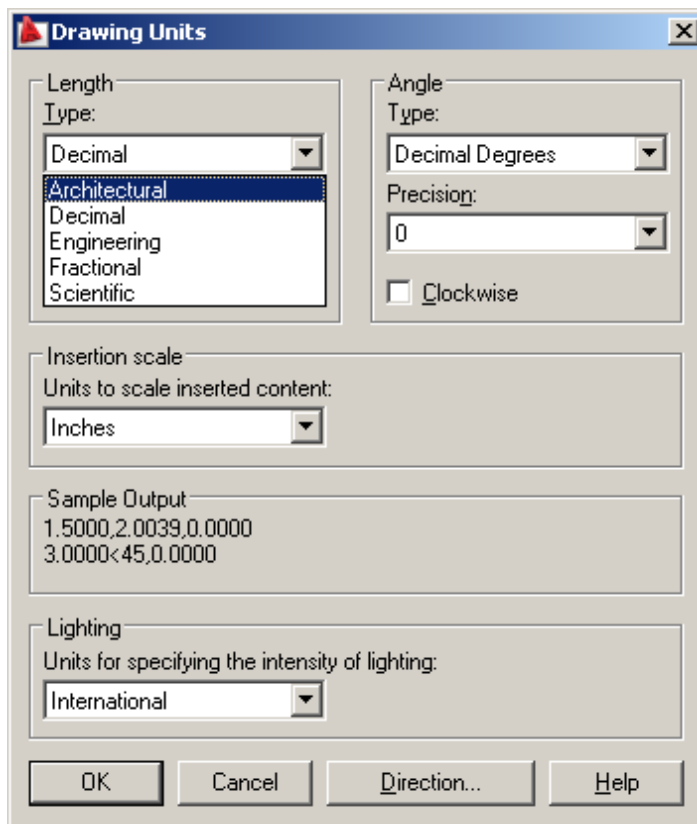 Drawing Units
Length
Type:
Decimal
Architectural
Decimal
Engineering
Fractional
Scientific
Angle
Type:
Decimal Degrees
Precision:
0
Clockwise
Insertion scale
Units to scale inserted content:
Inches
Sample Output
1.5000,2.0039,0.0000
3.0000<45,0.0000
Lighting
Units for specifying the intensity of lighting:
International
OK Cancel Direction... Help